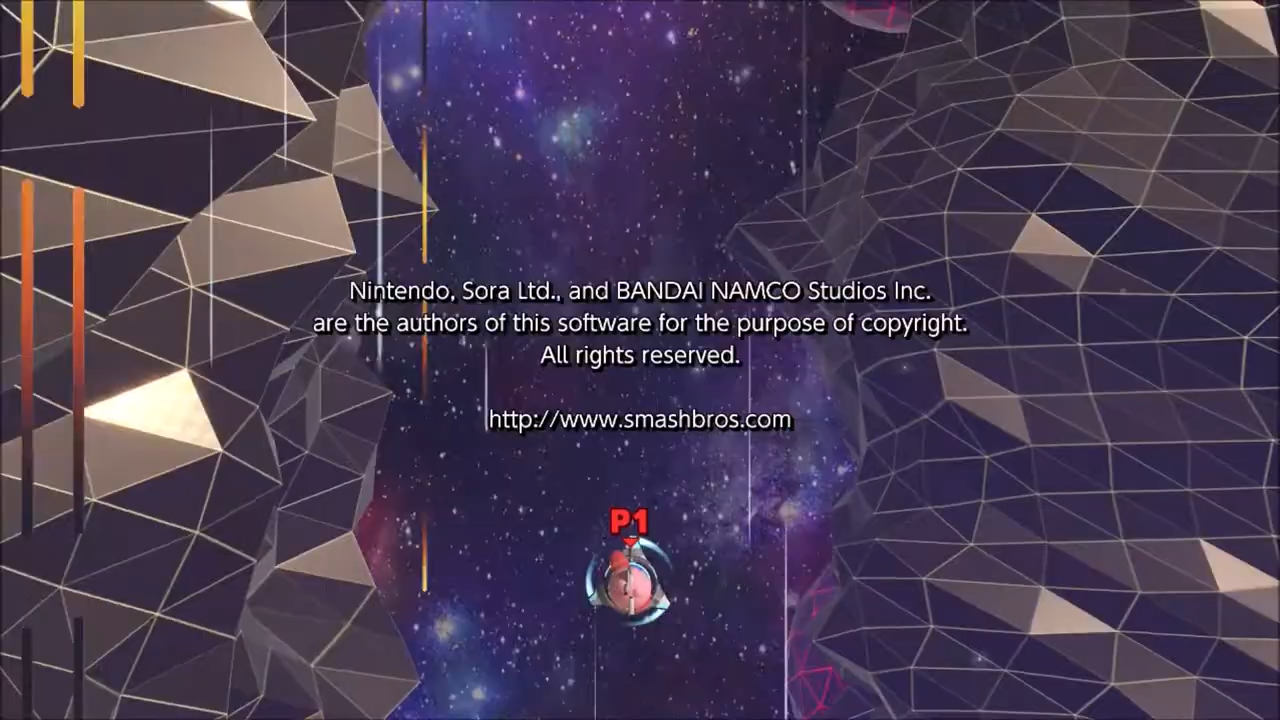 Nintendo, Sora Ltd., and BANDAI NAMCO Studios Inc.
are the authors of this software for the purpose of copyright.
All rights reserved.
http://www.smashbros.com
P1